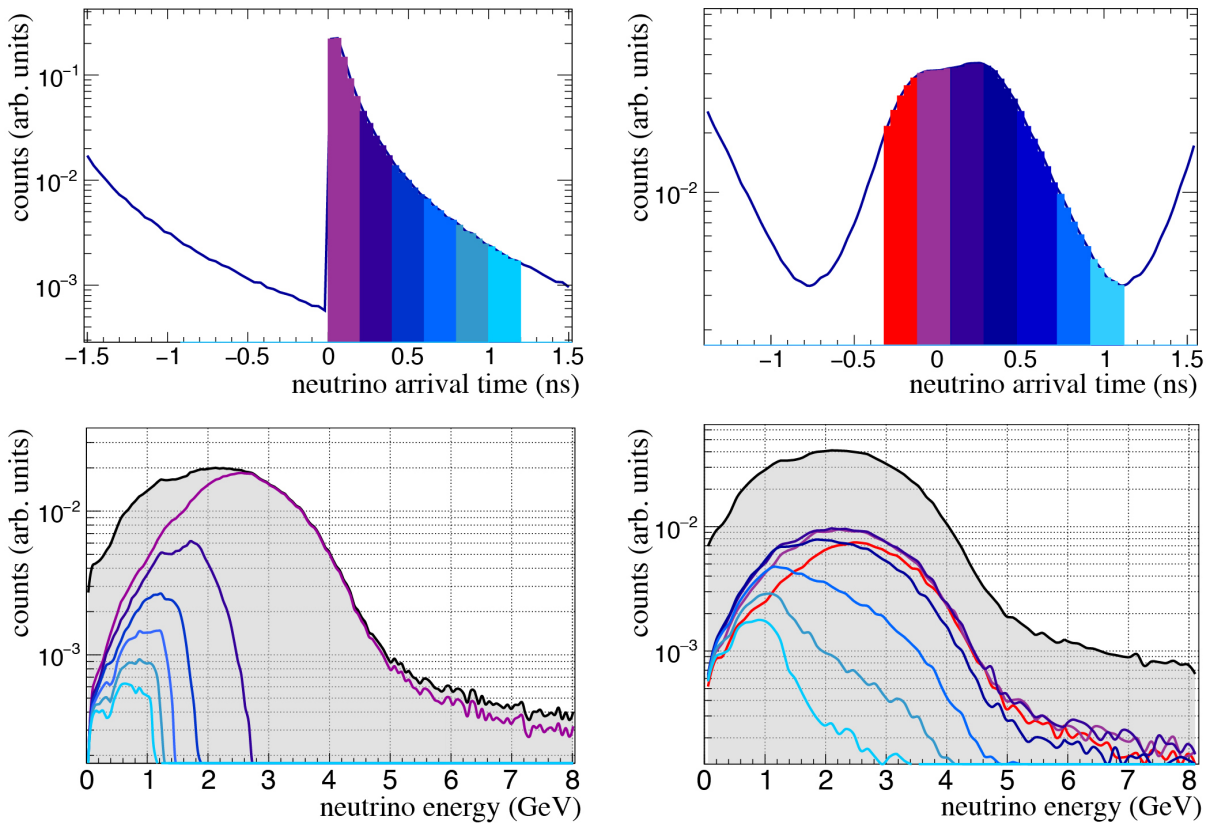 counts (arb. units)
10⁻¹
10⁻²
10⁻³
−1.5 −1 −0.5 0 0.5 1 1.5
neutrino arrival time (ns)
counts (arb. units)
10⁻²
−1 −0.5 0 0.5 1 1.5
neutrino arrival time (ns)
counts (arb. units)
10⁻²
10⁻³
0 1 2 3 4 5 6 7 8
neutrino energy (GeV)
counts (arb. units)
10⁻²
10⁻³
0 1 2 3 4 5 6 7 8
neutrino energy (GeV)